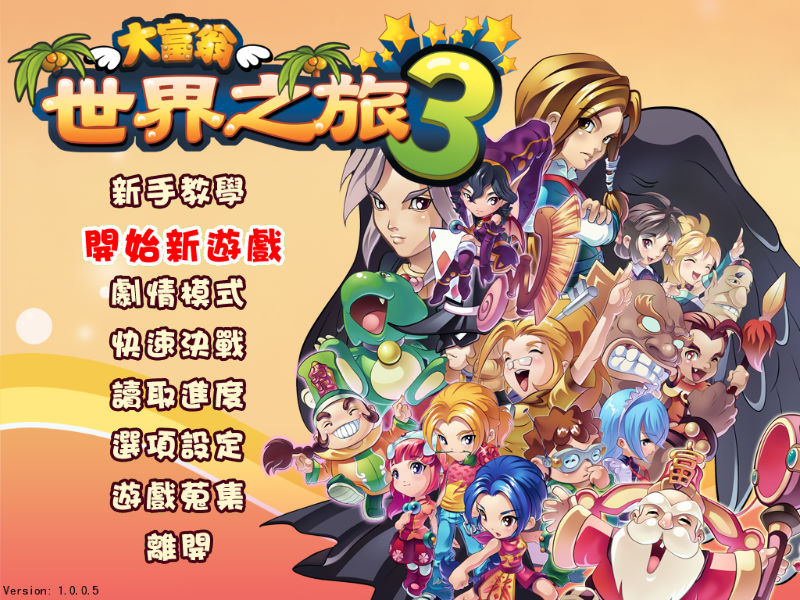 大富翁
世界之旅3
新手教學
開始新遊戲
劇情模式
快速決戰
讀取進度
選項設定
遊戲蒐集
離開
富
Version: 1.0.0.5